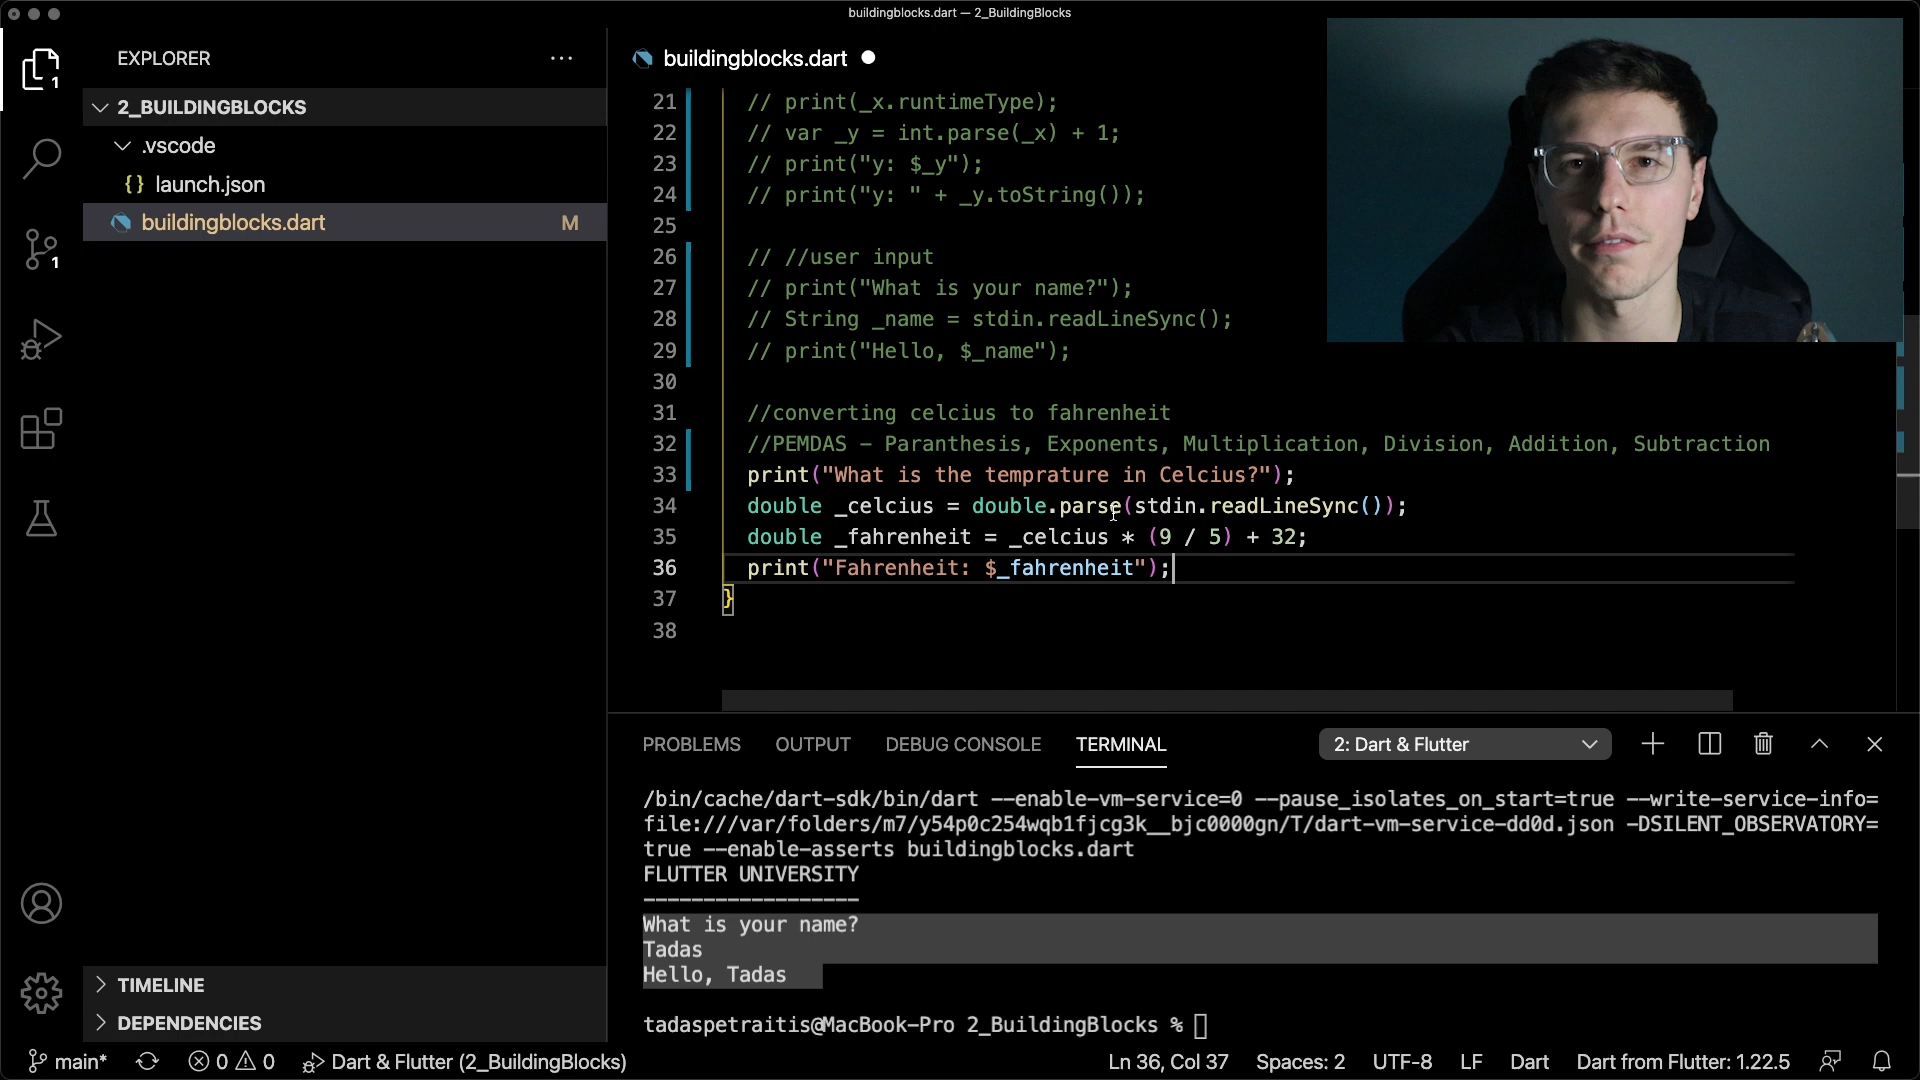 buildingblocks.dart — 2_BuildingBlocks
EXPLORER
2_BUILDINGBLOCKS
.vscode
{} launch.json
buildingblocks.dart M
1
1
buildingblocks.dart
21 // print(_x.runtimeType);
22 // var _y = int.parse(_x) + 1;
23 // print("y: $_y");
24 // print("y: " + _y.toString());
25
26 // //user input
27 // print("What is your name?");
28 // String _name = stdin.readLineSync();
29 // print("Hello, $_name");
30
31 //converting celcius to fahrenheit
32 //PEMDAS – Paranthesis, Exponents, Multiplication, Division, Addition, Subtraction
33 print("What is the temprature in Celcius?");
34 double _celcius = double.parse(stdin.readLineSync());
35 double _fahrenheit = _celcius * (9 / 5) + 32;
36 print("Fahrenheit: $_fahrenheit");
37 }
38
PROBLEMS OUTPUT DEBUG CONSOLE TERMINAL 2: Dart & Flutter
/bin/cache/dart-sdk/bin/dart --enable-vm-service=0 --pause_isolates_on_start=true --write-service-info=
file:///var/folders/m7/y54p0c254wqb1fjcg3k__bjc0000gn/T/dart-vm-service-dd0d.json -DSILENT_OBSERVATORY=
true --enable-asserts buildingblocks.dart
FLUTTER UNIVERSITY
------------------
What is your name?
Tadas
Hello, Tadas
tadaspetraitis@MacBook-Pro 2_BuildingBlocks %
TIMELINE
DEPENDENCIES
main* 0 0 Dart & Flutter (2_BuildingBlocks) Ln 36, Col 37 Spaces: 2 UTF-8 LF Dart Dart from Flutter: 1.22.5